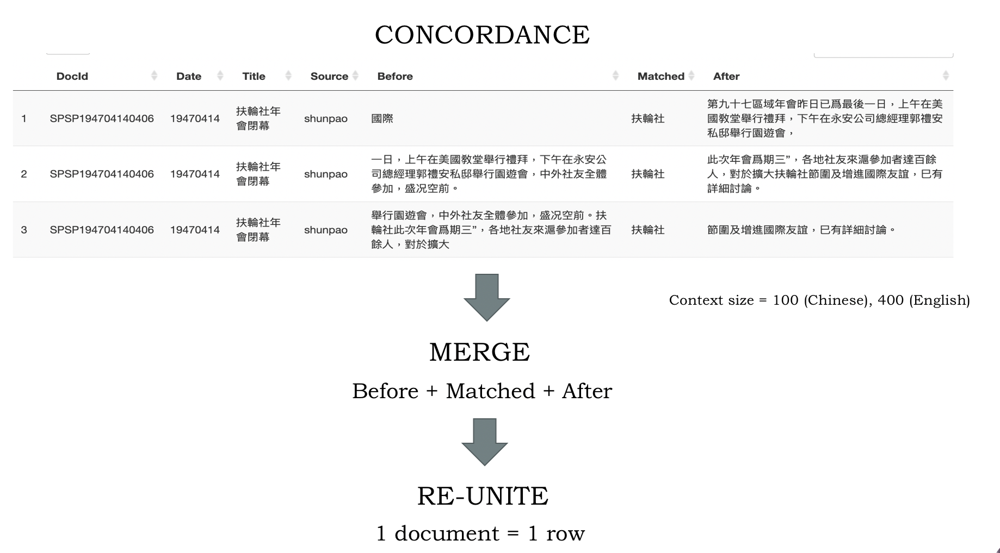 CONCORDANCE
DocId Date Title Source Before Matched After
1 SPSP194704140406 19470414 扶輪社年 shunpao 國際 扶輪社 第九十七區域年會昨日已爲最後一日，上午在美
會閉幕 國教堂舉行禮拜，下午在永安公司總經理郭禮安
私邸舉行園遊會，
2 SPSP194704140406 19470414 扶輪社年 shunpao 一日，上午在美國教堂舉行禮拜，下午在永安公 扶輪社 此次年會爲期三”，各地社友來滬參加者達百餘
會閉幕 司總經理郭禮安私邸舉行園遊會，中外社友全體 人，對於擴大扶輪社節圍及增進國際友誼，巳有
參加，盛况空前。 詳細討論。
3 SPSP194704140406 19470414 扶輪社年 shunpao 舉行園遊會，中外社友全體參加，盛况空前。扶 扶輪社 節圍及增進國際友誼，巳有詳細討論。
會閉幕 輪社此次年會爲期三”，各地社友來滬參加者達百
餘人，對於擴大
Context size = 100 (Chinese), 400 (English)
MERGE
Before + Matched + After
RE-UNITE
1 document = 1 row